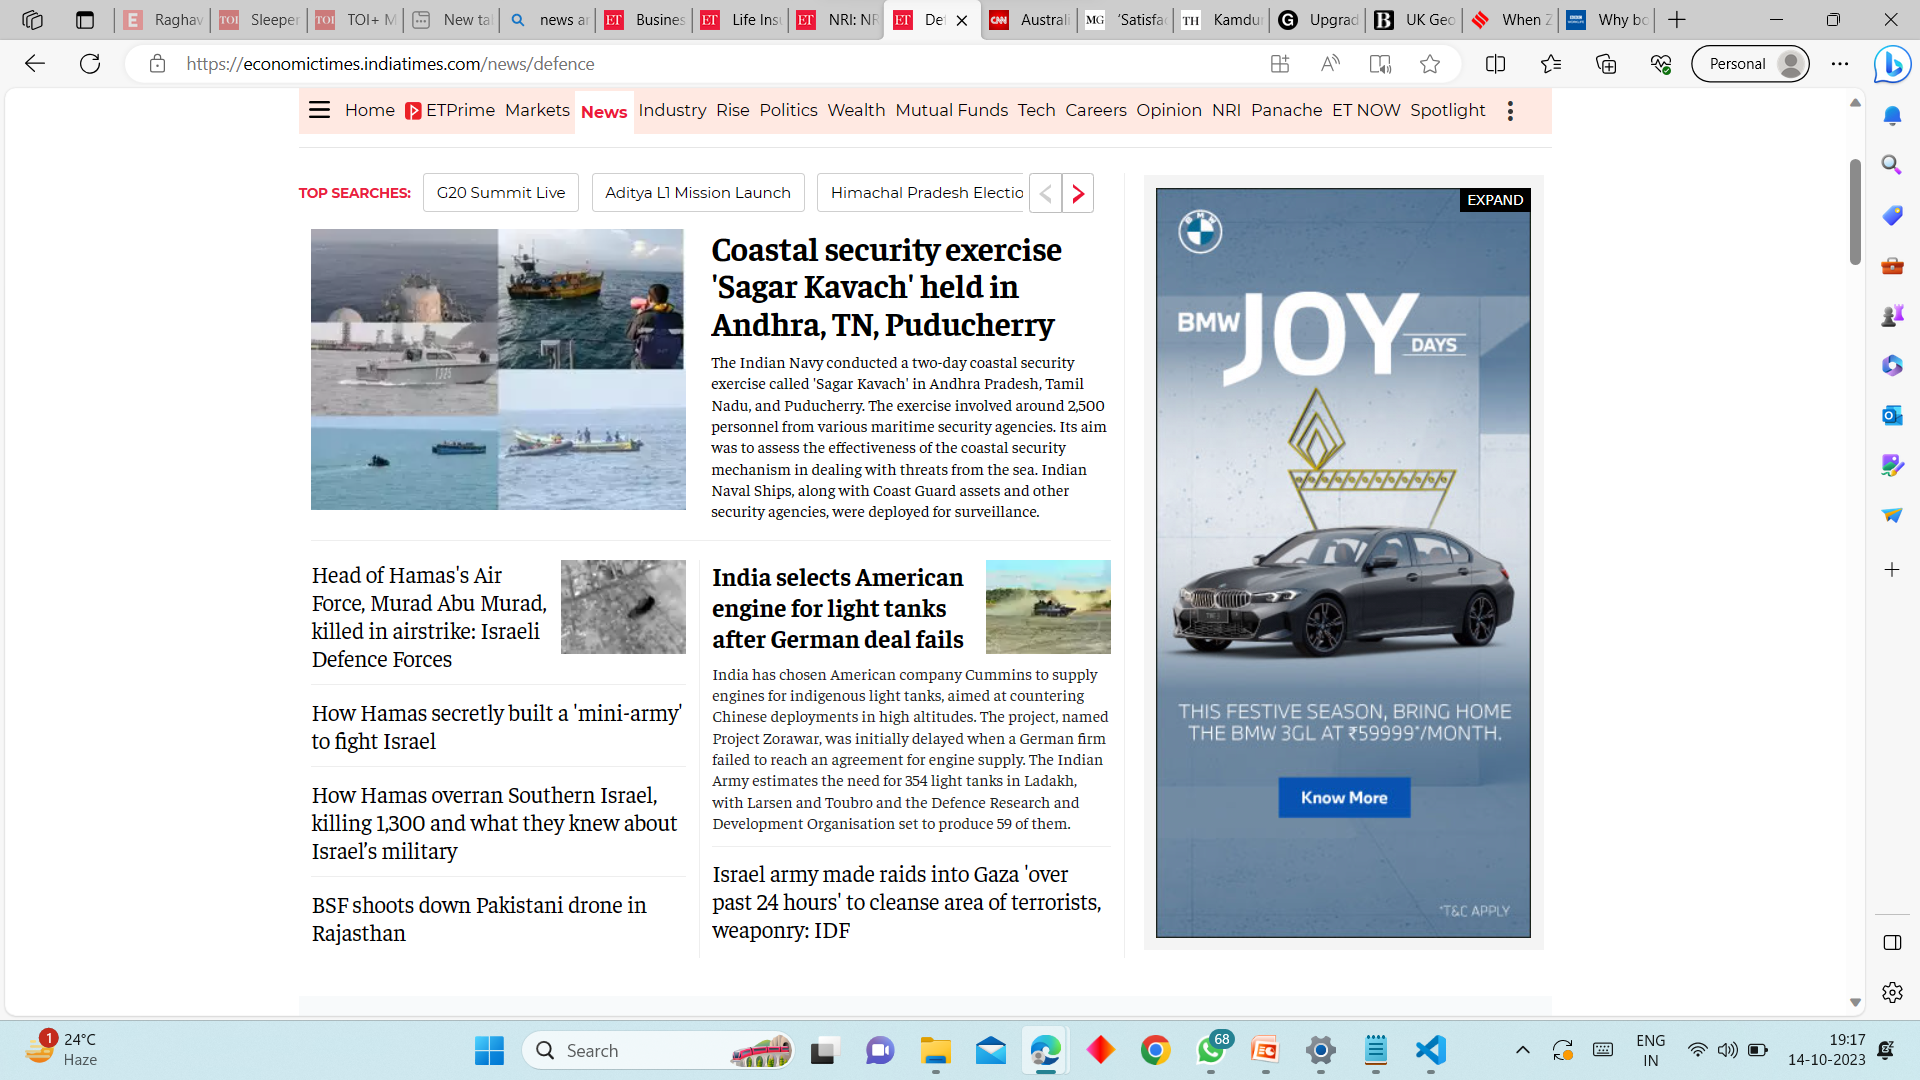 Raghav
Sleeper
TOI+ M
New tab
news ar
Busines
Life Insu
NRI: NR
Def
Australi
'Satisfac
Kamdun
Upgrad
UK Geo
When Z
Why bo
https://economictimes.indiatimes.com/news/defence
Personal
Home ETPrime Markets News Industry Rise Politics Wealth Mutual Funds Tech Careers Opinion NRI Panache ET NOW Spotlight
TOP SEARCHES: G20 Summit Live Aditya L1 Mission Launch Himachal Pradesh Electio
Coastal security exercise
'Sagar Kavach' held in
Andhra, TN, Puducherry
The Indian Navy conducted a two-day coastal security
exercise called 'Sagar Kavach' in Andhra Pradesh, Tamil
Nadu, and Puducherry. The exercise involved around 2,500
personnel from various maritime security agencies. Its aim
was to assess the effectiveness of the coastal security
mechanism in dealing with threats from the sea. Indian
Naval Ships, along with Coast Guard assets and other
security agencies, were deployed for surveillance.
Head of Hamas's Air
Force, Murad Abu Murad,
killed in airstrike: Israeli
Defence Forces
How Hamas secretly built a 'mini-army'
to fight Israel
How Hamas overran Southern Israel,
killing 1,300 and what they knew about
Israel's military
BSF shoots down Pakistani drone in
Rajasthan
India selects American
engine for light tanks
after German deal fails
India has chosen American company Cummins to supply
engines for indigenous light tanks, aimed at countering
Chinese deployments in high altitudes. The project, named
Project Zorawar, was initially delayed when a German firm
failed to reach an agreement for engine supply. The Indian
Army estimates the need for 354 light tanks in Ladakh,
with Larsen and Toubro and the Defence Research and
Development Organisation set to produce 59 of them.
Israel army made raids into Gaza 'over
past 24 hours' to cleanse area of terrorists,
weaponry: IDF
EXPAND
BMW
JOY
DAYS
THIS FESTIVE SEASON, BRING HOME
THE BMW 3GL AT ₹59999*/MONTH.
Know More
*T&C APPLY
1
24°C
Haze
Search
68
ENG
IN
19:17
14-10-2023